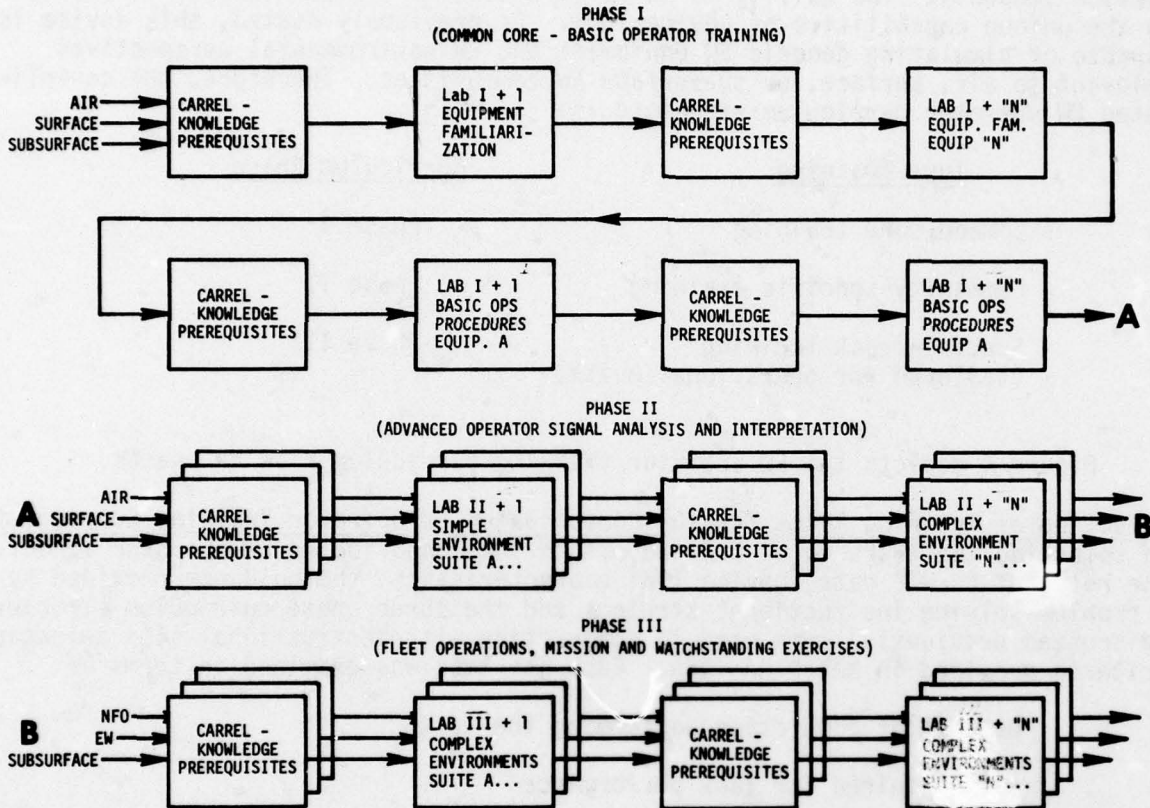 PHASE I
(COMMON CORE - BASIC OPERATOR TRAINING)
AIR
SURFACE
SUBSURFACE
CARREL -
KNOWLEDGE
PREREQUISITES
LaB I + 1
EQUIPMENT
FAMILIARI-
ZATION
CARREL -
KNOWLEDGE
PREREQUISITES
LAB I + "N"
EQUIP. FAM.
EQUIP "N"
CARREL -
KNOWLEDGE
PREREQUISITES
LAB I + 1
BASIC OPS
PROCEDURES
EQUIP. A
CARREL -
KNOWLEDGE
PREREQUISITES
LAB I + "N"
BASIC OPS
PROCEDURES
EQUIP A
A
PHASE II
(ADVANCED OPERATOR SIGNAL ANALYSIS AND INTERPRETATION)
A
AIR
SURFACE
SUBSURFACE
CARREL -
KNOWLEDGE
PREREQUISITES
LAB II + 1
SIMPLE
ENVIRONMENT
SUITE A...
CARREL -
KNOWLEDGE
PREREQUISITES
LAB II + "N"
COMPLEX
ENVIRONMENT
SUITE "N"...
B
PHASE III
(FLEET OPERATIONS, MISSION AND WATCHSTANDING EXERCISES)
B
NFO
EW
SUBSURFACE
CARREL -
KNOWLEDGE
PREREQUISITES
LAB III + 1
COMPLEX
ENVIRONMENTS
SUITE A...
CARREL -
KNOWLEDGE
PREREQUISITES
LAB III + "N"
COMPLEX
ENVIRONMENTS
SUITE "N"...